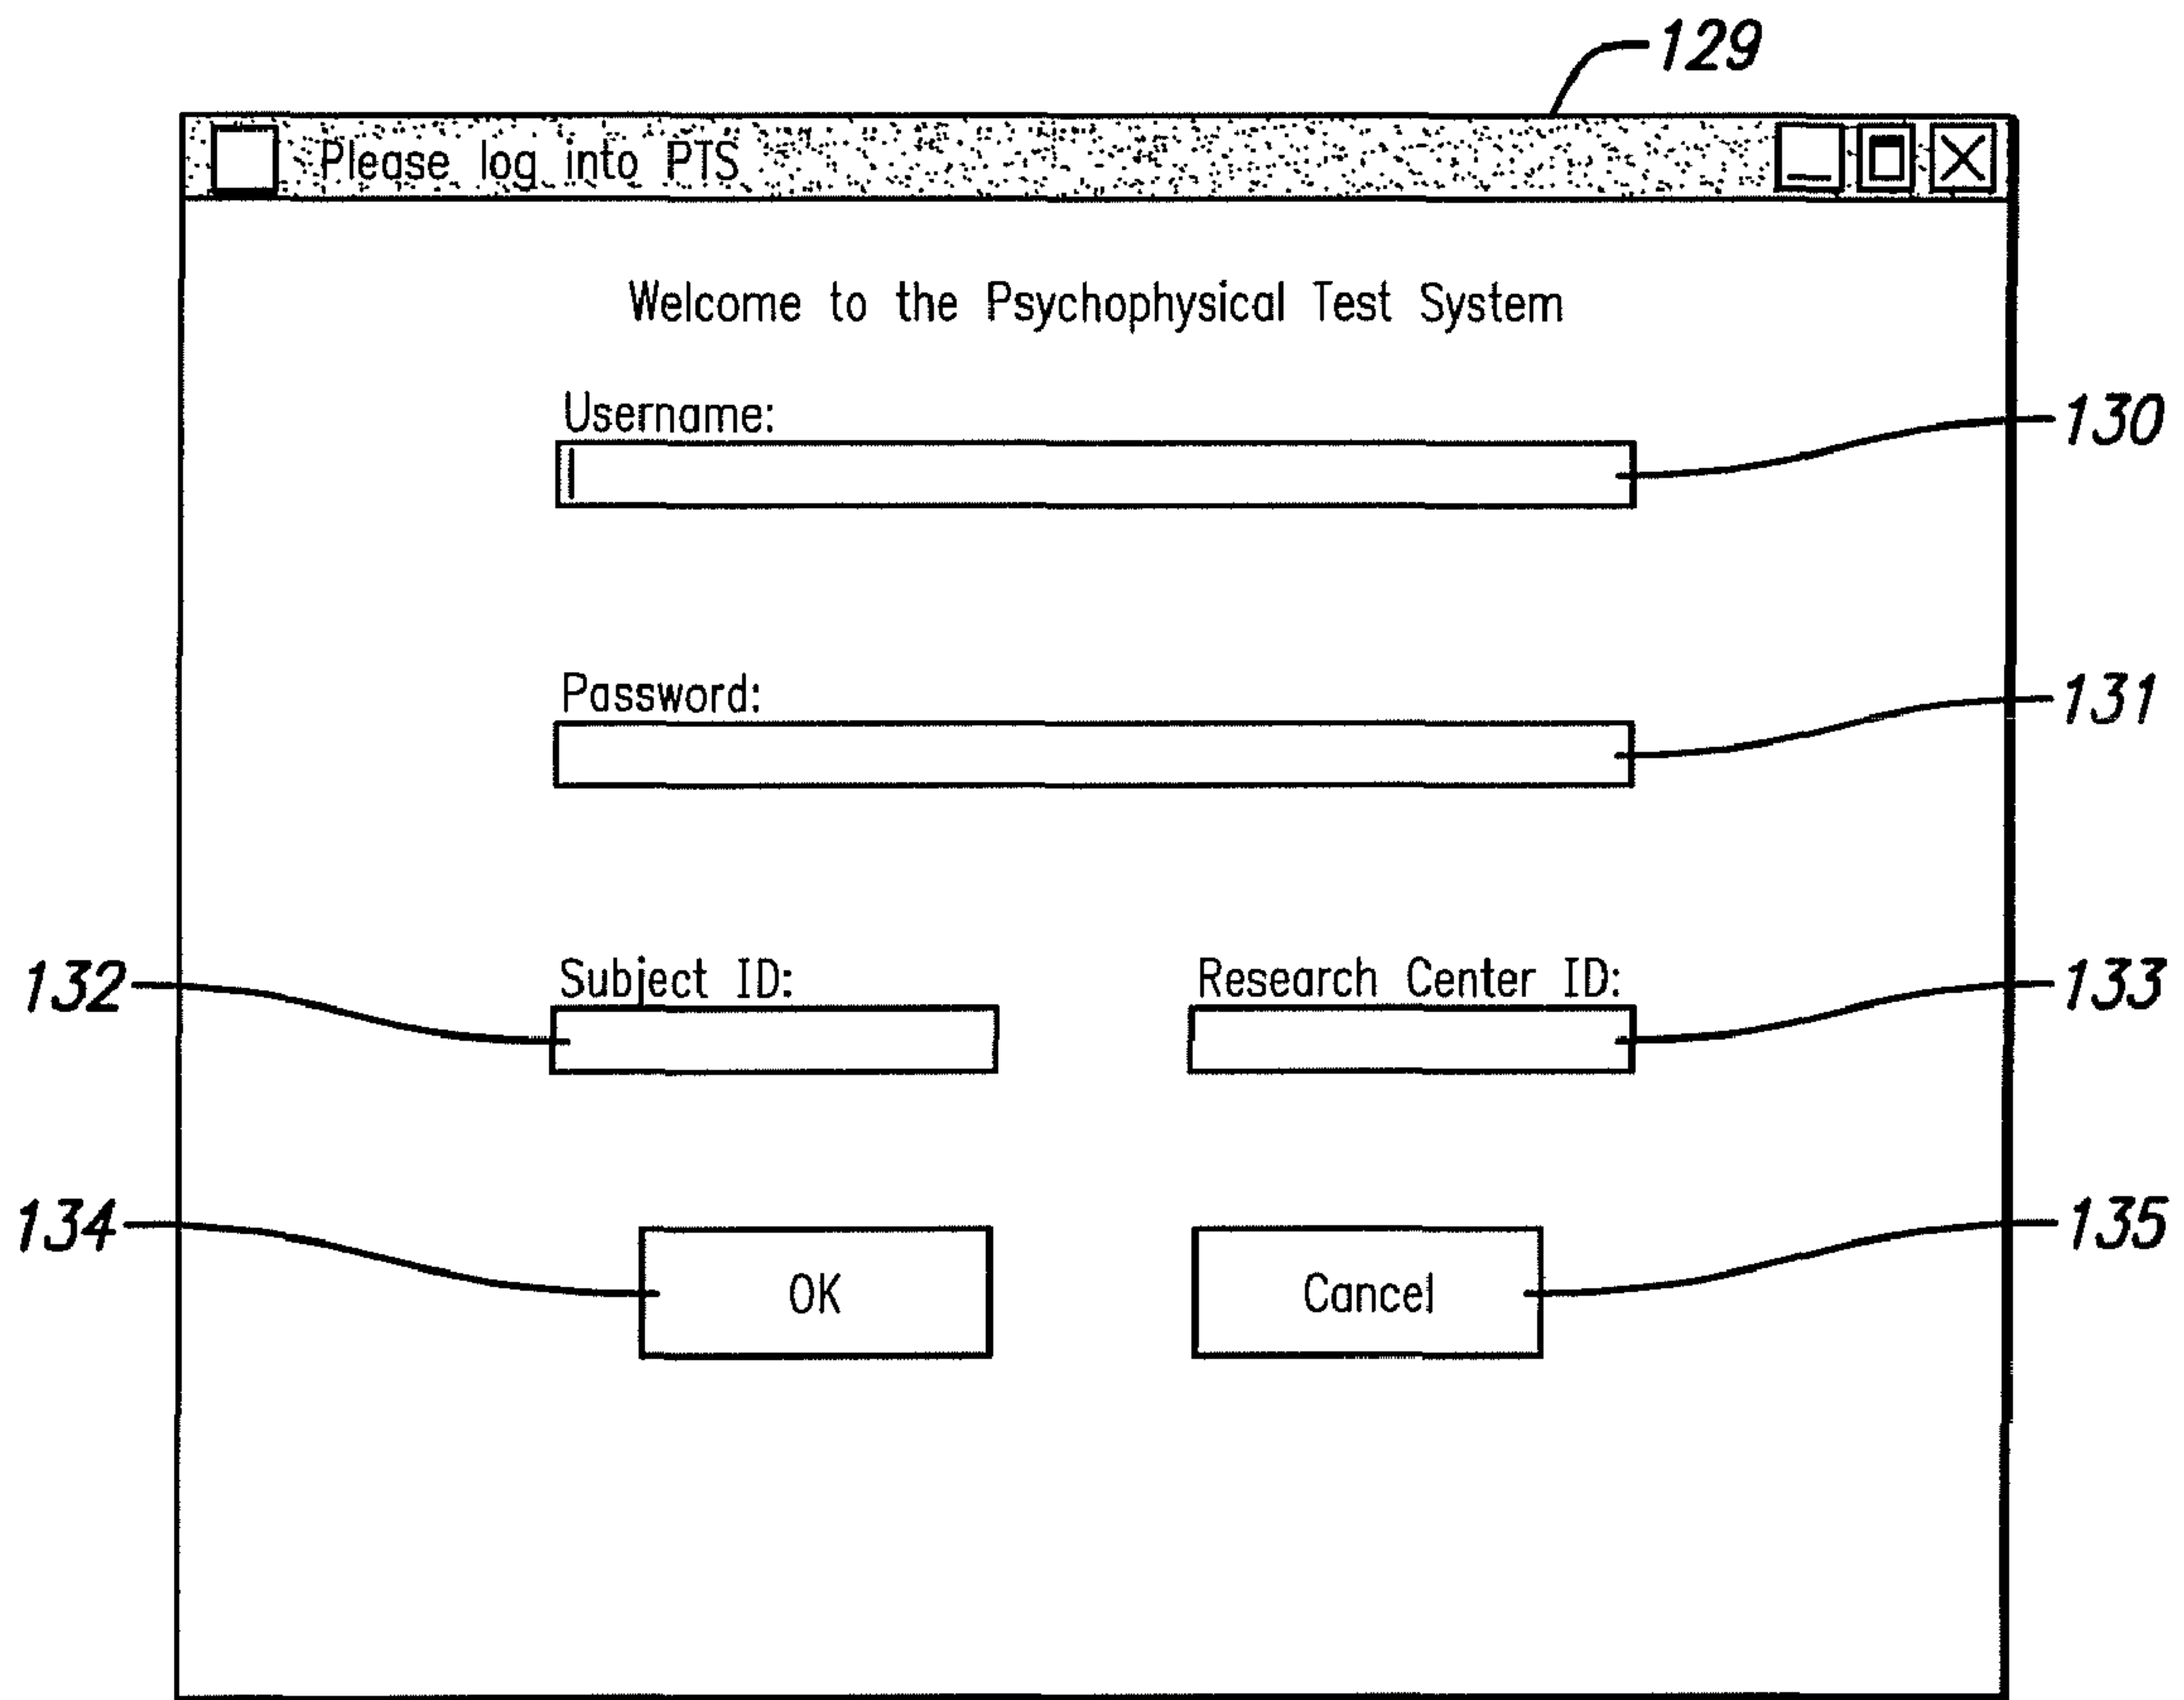 129
Please log into PTS
Welcome to the Psychophysical Test System
Username:
130
Password:
131
132 Subject ID: Research Center ID: 133
134 OK Cancel 135